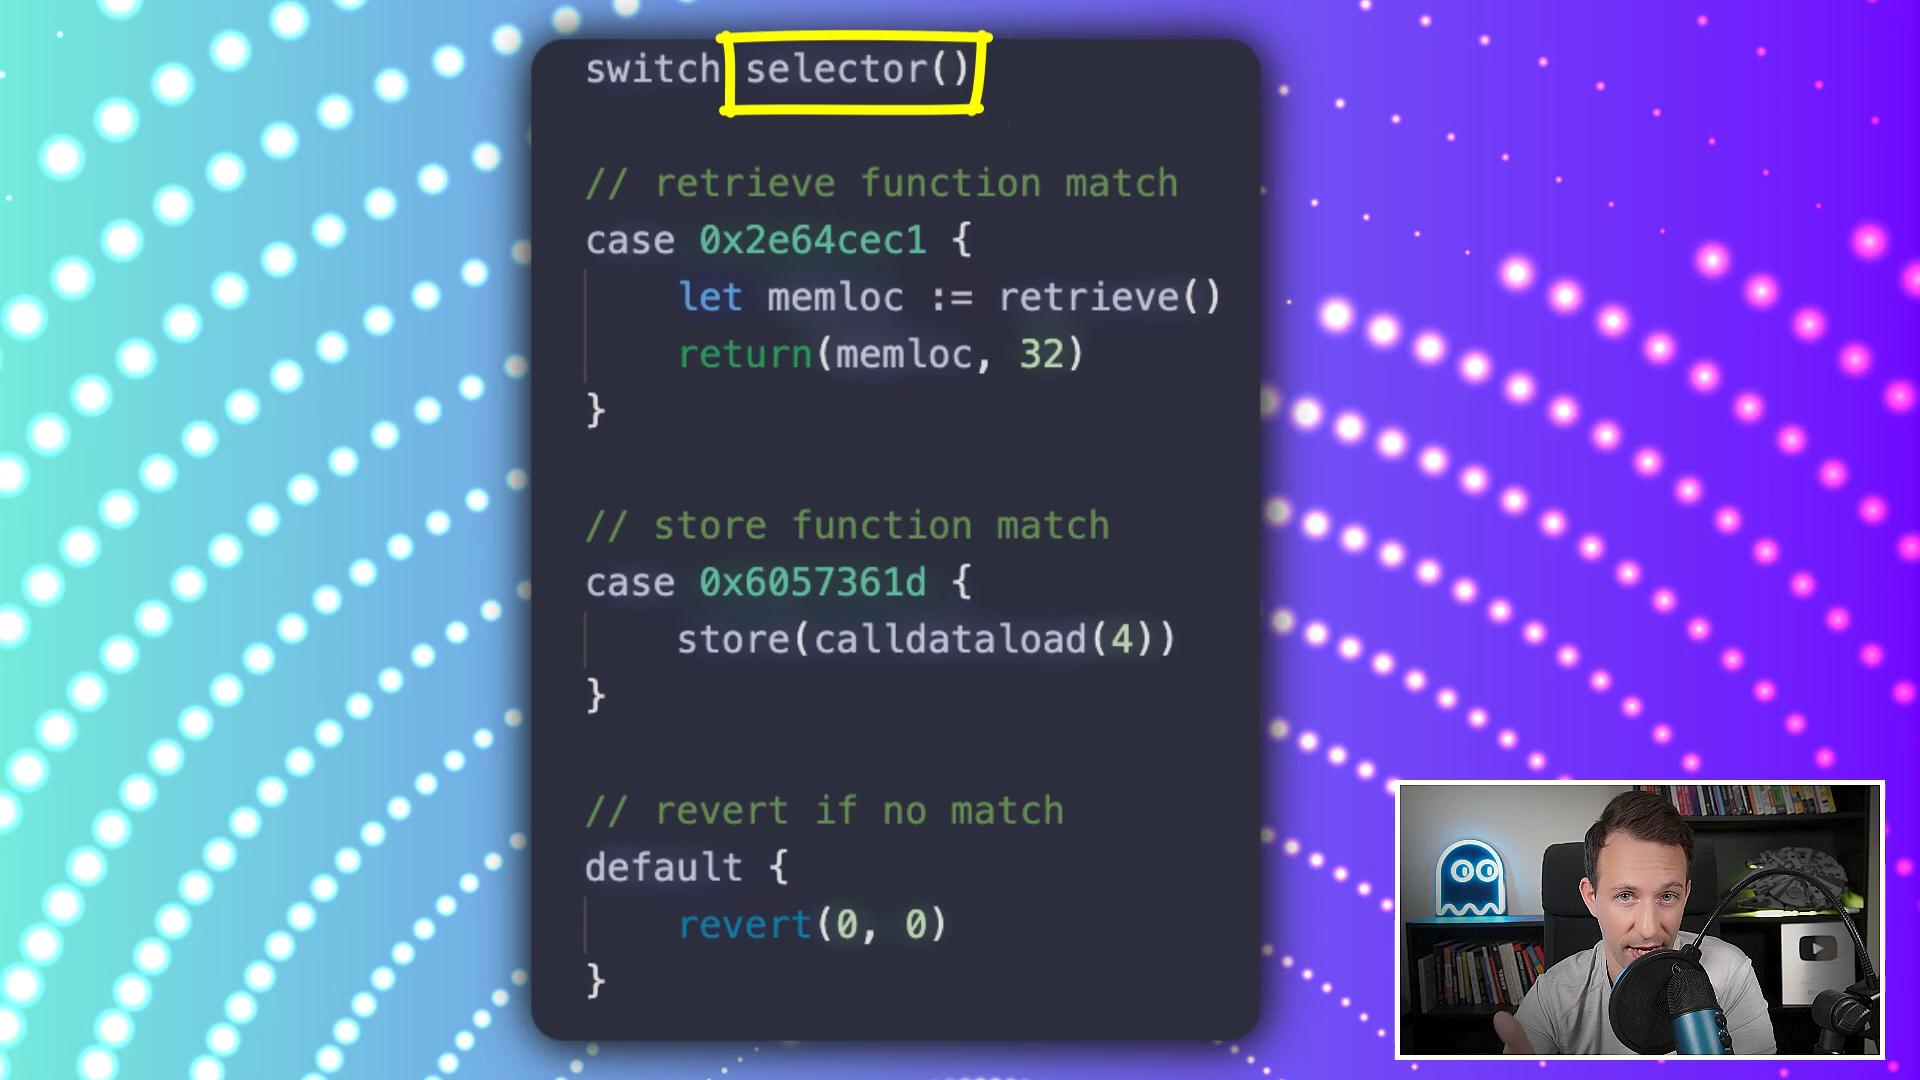 switch selector()
// retrieve function match
case 0x2e64cec1 {
let memloc := retrieve()
return(memloc, 32)
}
// store function match
case 0x6057361d {
store(calldataload(4))
}
// revert if no match
default {
revert(0, 0)
}